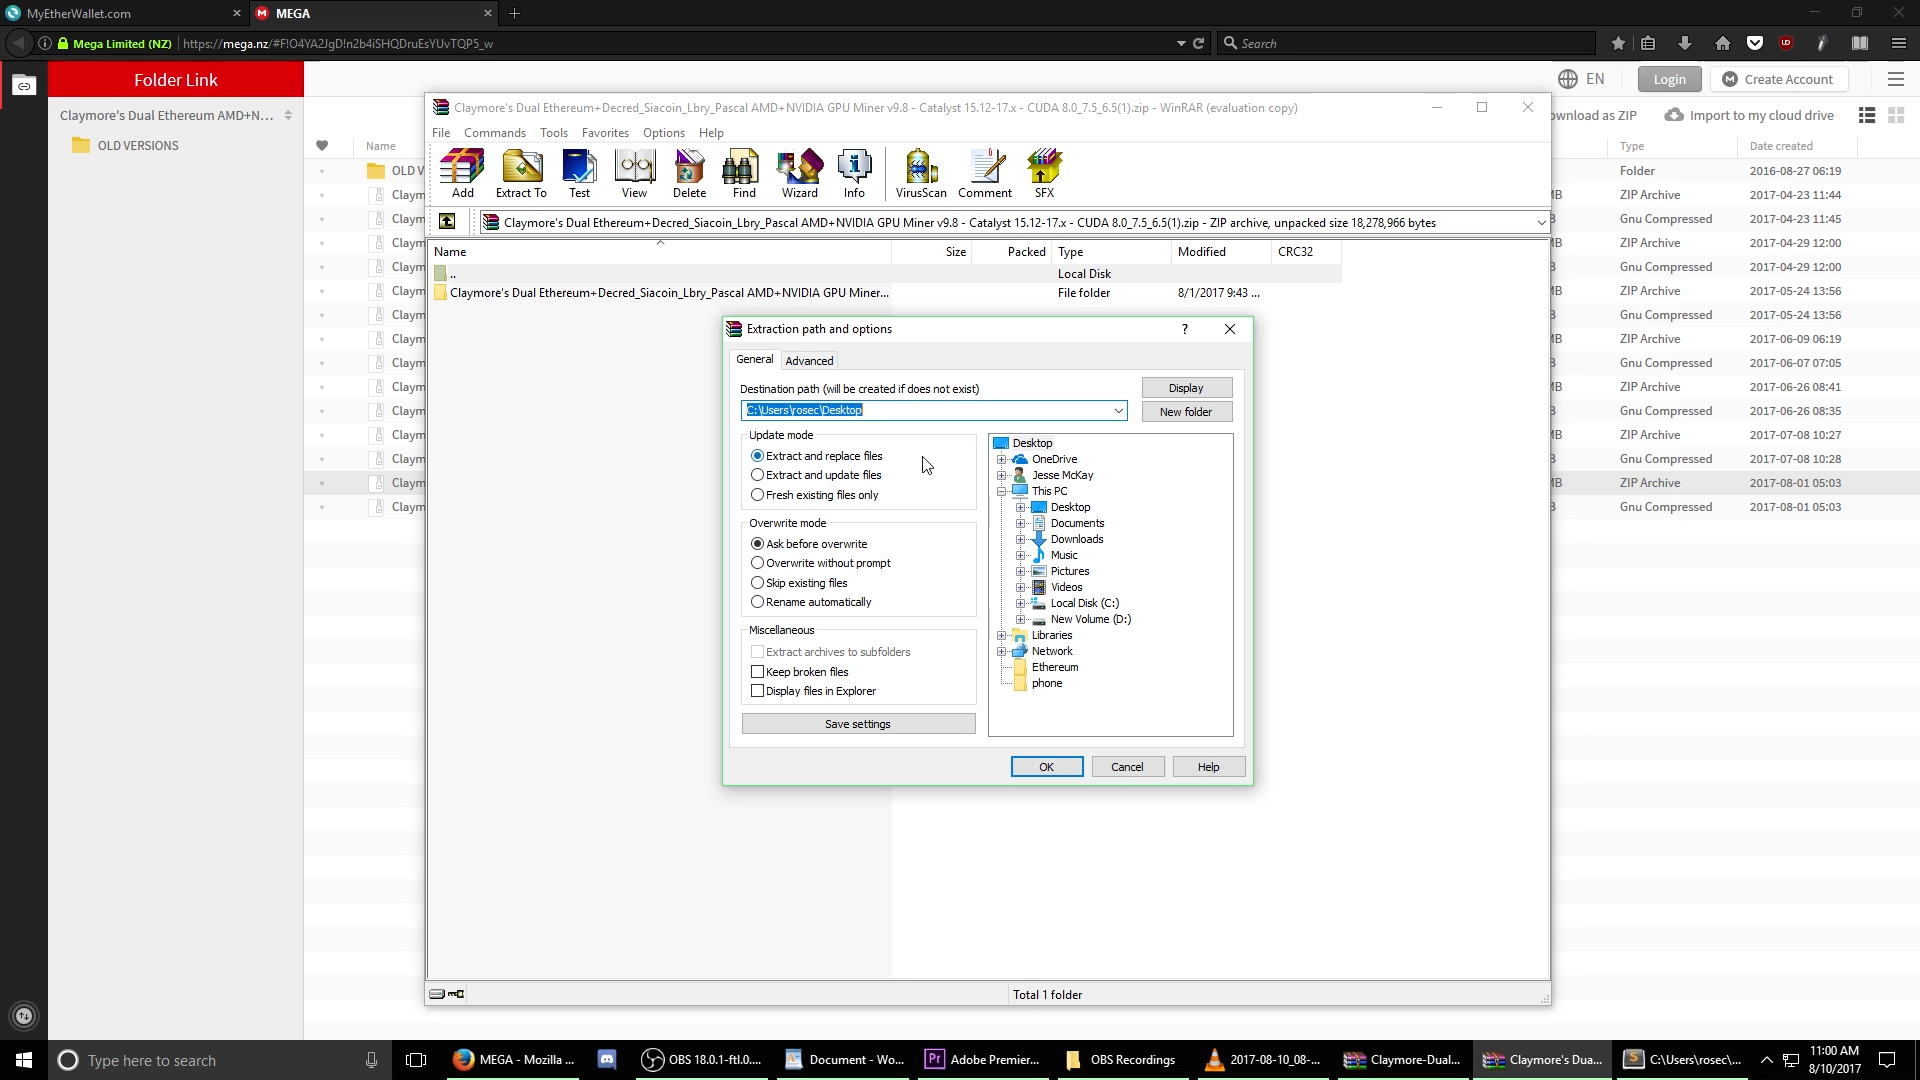 MyEtherWallet.com
MEGA
Mega Limited (NZ)
https://mega.nz/#F!O4YA2JgD!n2b4iSHQDruEsYUvTQP5_w
Search
Folder Link
EN
Login
Create Account
Claymore's Dual Ethereum AMD+N...
OLD VERSIONS
ownload as ZIP
Import to my cloud drive
Name
Type
Date created
OLD V
Folder
2016-08-27 06:19
Claym
ZIP Archive
2017-04-23 11:44
Claym
Gnu Compressed
2017-04-23 11:45
Claym
ZIP Archive
2017-04-29 12:00
Claym
Gnu Compressed
2017-04-29 12:00
Claym
ZIP Archive
2017-05-24 13:56
Claym
Gnu Compressed
2017-05-24 13:56
Claym
ZIP Archive
2017-06-09 06:19
Claym
Gnu Compressed
2017-06-07 07:05
Claym
ZIP Archive
2017-06-26 08:41
Claym
Gnu Compressed
2017-06-26 08:35
Claym
ZIP Archive
2017-07-08 10:27
Claym
Gnu Compressed
2017-07-08 10:28
Claym
ZIP Archive
2017-08-01 05:03
Claym
Gnu Compressed
2017-08-01 05:03
Claymore's Dual Ethereum+Decred_Siacoin_Lbry_Pascal AMD+NVIDIA GPU Miner v9.8 - Catalyst 15.12-17.x - CUDA 8.0_7.5_6.5(1).zip - WinRAR (evaluation copy)
File Commands Tools Favorites Options Help
Add Extract To Test View Delete Find Wizard Info VirusScan Comment SFX
Claymore's Dual Ethereum+Decred_Siacoin_Lbry_Pascal AMD+NVIDIA GPU Miner v9.8 - Catalyst 15.12-17.x - CUDA 8.0_7.5_6.5(1).zip - ZIP archive, unpacked size 18,278,966 bytes
Name Size Packed Type Modified CRC32
.. Local Disk
Claymore's Dual Ethereum+Decred_Siacoin_Lbry_Pascal AMD+NVIDIA GPU Miner... File folder 8/1/2017 9:43 ...
Extraction path and options
General Advanced
Destination path (will be created if does not exist)
Display
C:\Users\rosec\Desktop
New folder
Update mode
Extract and replace files
Extract and update files
Fresh existing files only
Overwrite mode
Ask before overwrite
Overwrite without prompt
Skip existing files
Rename automatically
Miscellaneous
Extract archives to subfolders
Keep broken files
Display files in Explorer
Save settings
Desktop
OneDrive
Jesse McKay
This PC
Desktop
Documents
Downloads
Music
Pictures
Videos
Local Disk (C:)
New Volume (D:)
Libraries
Network
Ethereum
phone
OK Cancel Help
Total 1 folder
Type here to search
MEGA - Mozilla ...
OBS 18.0.1-ftl.0....
Document - Wo...
Adobe Premier...
OBS Recordings
2017-08-10_08-...
Claymore-Dual...
Claymore's Dua...
C:\Users\rosec\...
11:00 AM
8/10/2017